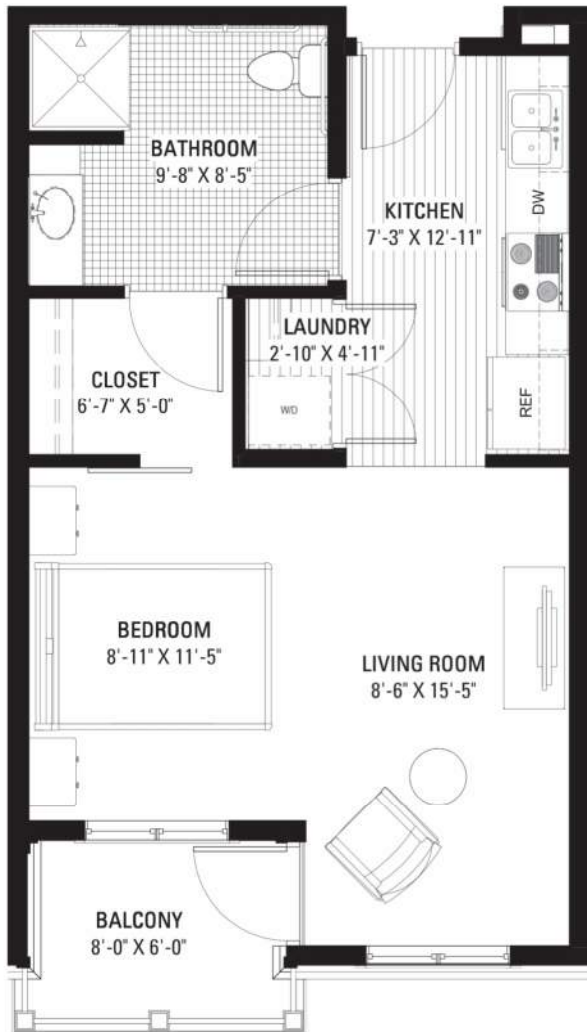 BATHROOM
9'-8" X 8'-5"
KITCHEN
7'-3" X 12'-11"
DW
LAUNDRY
2'-10" X 4'-11"
CLOSET
6'-7" X 5'-0"
W/D
REF
BEDROOM
8'-11" X 11'-5"
LIVING ROOM
8'-6" X 15'-5"
BALCONY
8'-0" X 6'-0"